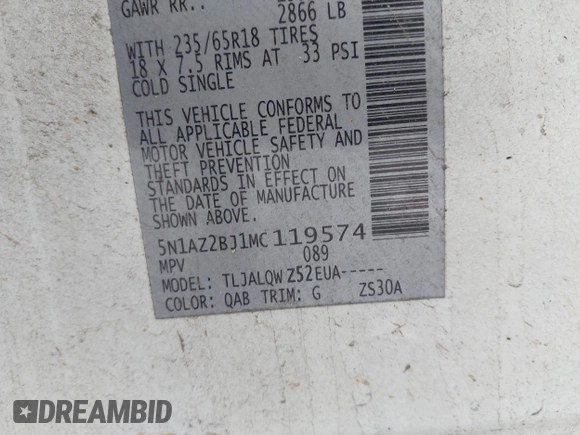 GAWR RR.:
2866 LB
WITH 235/65R18 TIRES
18 X 7.5 RIMS AT 33 PSI
COLD SINGLE
THIS VEHICLE CONFORMS TO
ALL APPLICABLE FEDERAL
MOTOR VEHICLE SAFETY AND
THEFT PREVENTION
STANDARDS IN EFFECT ON
THE DATE OF MANUFACTURE
SHOWN ABOVE.
5N1AZ2BJ1MC119574
MPV 089
MODEL: TLJALQWZ52EUA-----
COLOR: QAB TRIM: G ZS30A
DREAMBID